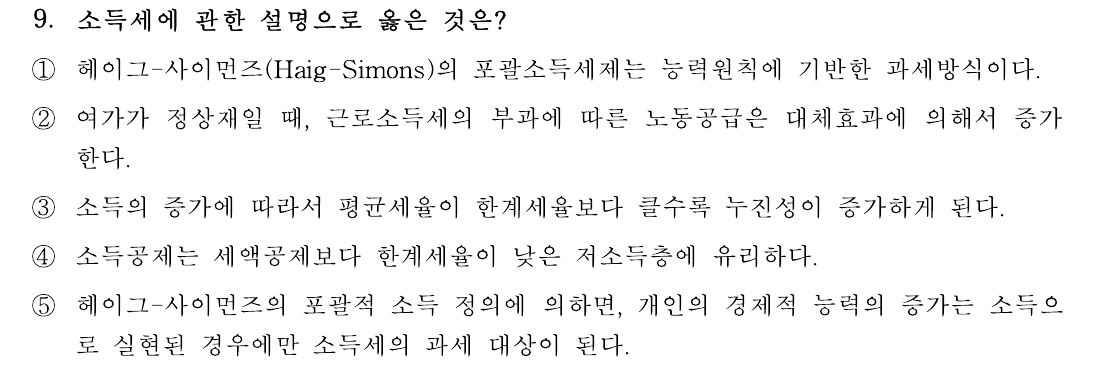 9. 소득세에 관한 설명으로 옳은 것은?
① 헤이그-사이먼즈(Haig-Simons)의 포괄소득세제는 능력원칙에 기반한 과세방식이다.
② 여가가 정상재일 때, 근로소득세의 부과에 따른 노동공급은 대체효과에 의해서 증가
한다.
③ 소득의 증가에 따라서 평균세율이 한계세율보다 클수록 누진성이 증가하게 된다.
④ 소득공제는 세액공제보다 한계세율이 낮은 저소득층에 유리하다.
⑤ 헤이그-사이먼즈의 포괄적 소득 정의에 의하면, 개인의 경제적 능력의 증가는 소득으
로 실현된 경우에만 소득세의 과세 대상이 된다.